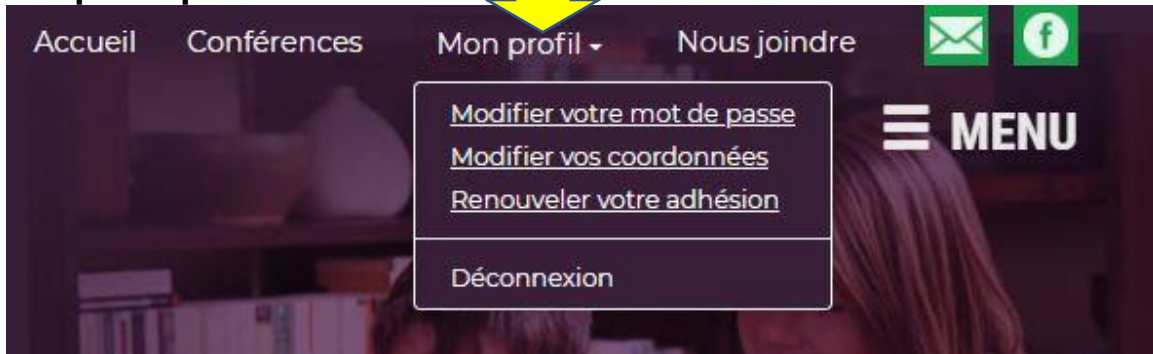 Accueil Conférences Mon profil Nous joindre
Modifier votre mot de passe
MENU
Modifier vos coordonnées
Renouveler votre adhésion
Déconnexion